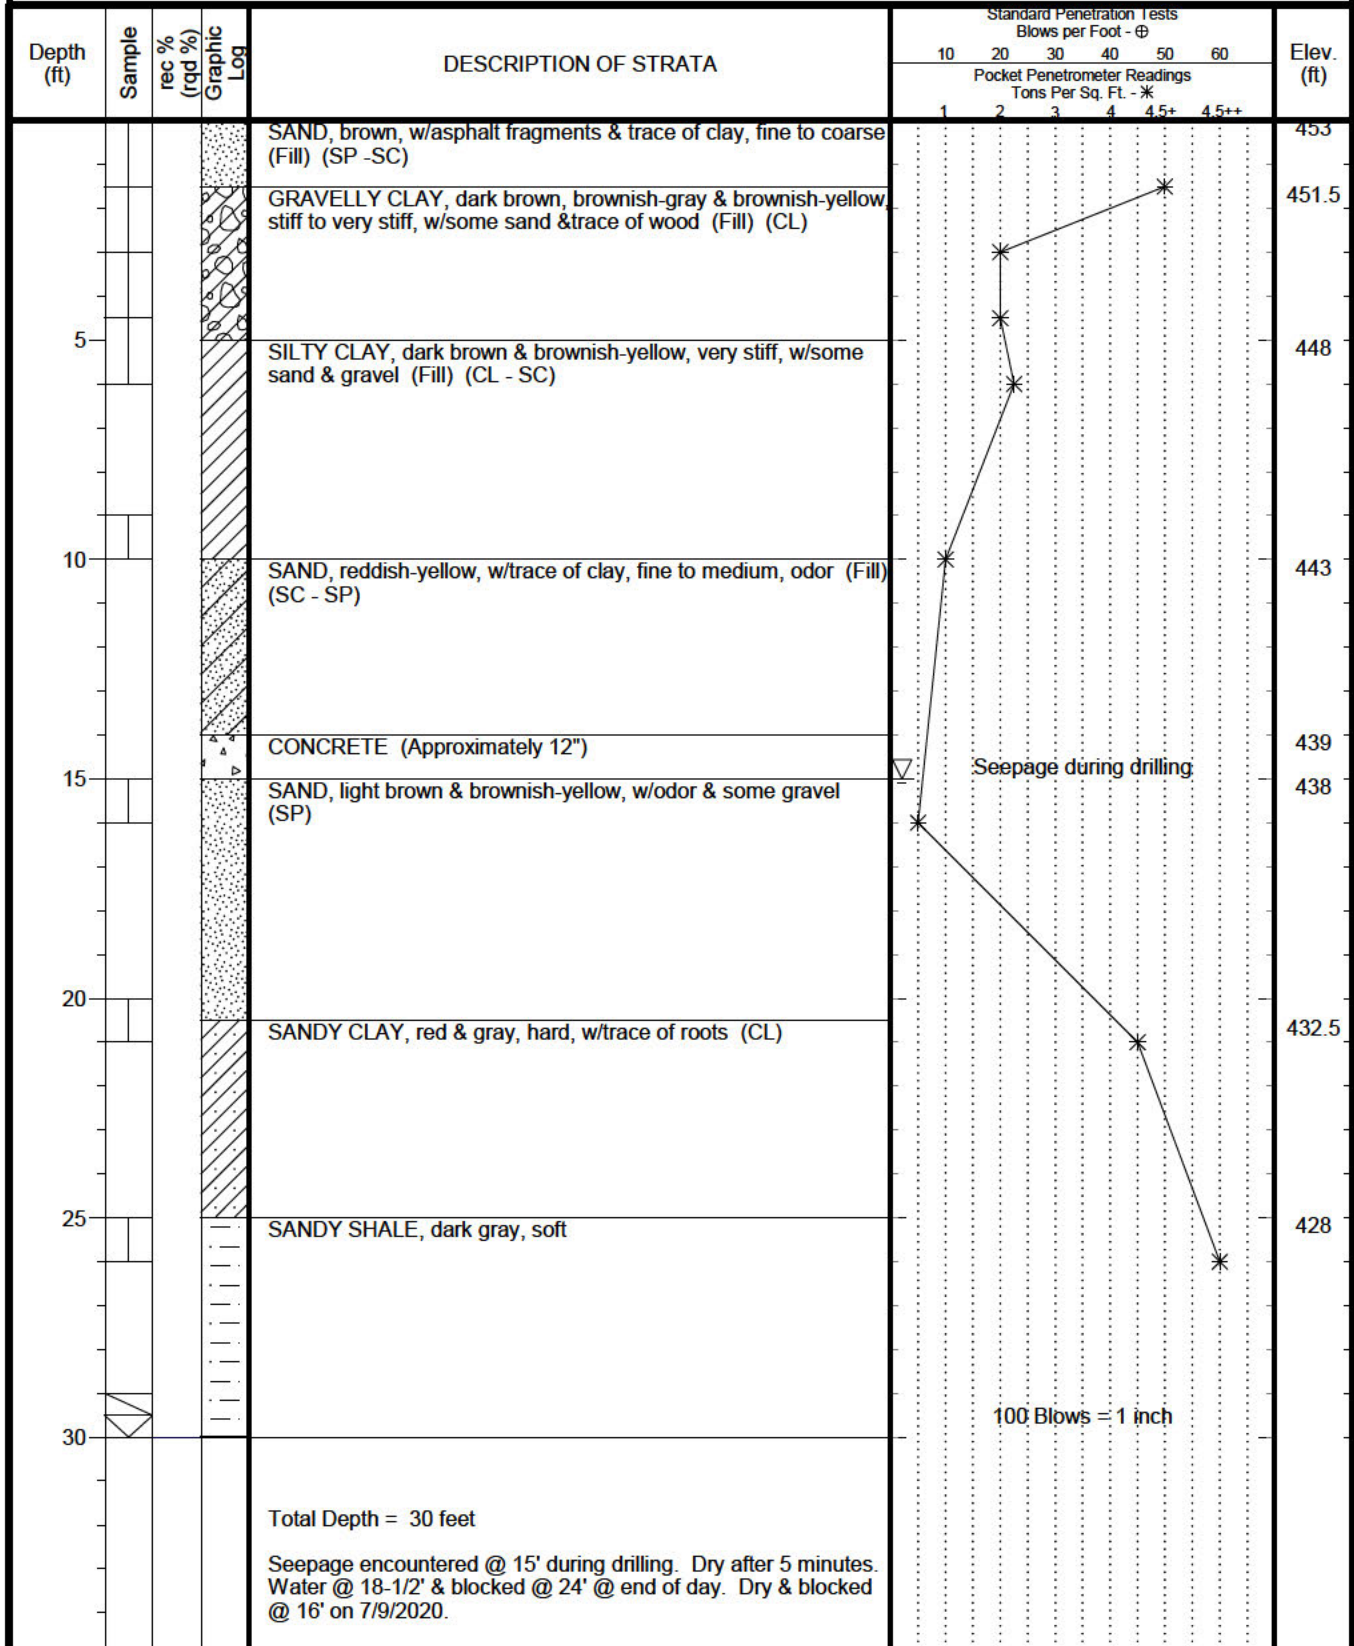 Depth
(ft)
Sample
rec %
(rqd %)
Graphic
Log
DESCRIPTION OF STRATA
Standard Penetration Tests
Blows per Foot - ⊕
10 20 30 40 50 60
Pocket Penetrometer Readings
Tons Per Sq. Ft. - ✳
1 2 3 4 4.5+ 4.5++
Elev.
(ft)
SAND, brown, w/asphalt fragments & trace of clay, fine to coarse
(Fill) (SP -SC)
453
GRAVELLY CLAY, dark brown, brownish-gray & brownish-yellow,
stiff to very stiff, w/some sand &trace of wood (Fill) (CL)
451.5
5
SILTY CLAY, dark brown & brownish-yellow, very stiff, w/some
sand & gravel (Fill) (CL - SC)
448
10
SAND, reddish-yellow, w/trace of clay, fine to medium, odor (Fill)
(SC - SP)
443
CONCRETE (Approximately 12")
439
Seepage during drilling
15
SAND, light brown & brownish-yellow, w/odor & some gravel
(SP)
438
20
SANDY CLAY, red & gray, hard, w/trace of roots (CL)
432.5
25
SANDY SHALE, dark gray, soft
428
100 Blows = 1 inch
30
Total Depth = 30 feet
Seepage encountered @ 15' during drilling. Dry after 5 minutes.
Water @ 18-1/2' & blocked @ 24' @ end of day. Dry & blocked
@ 16' on 7/9/2020.